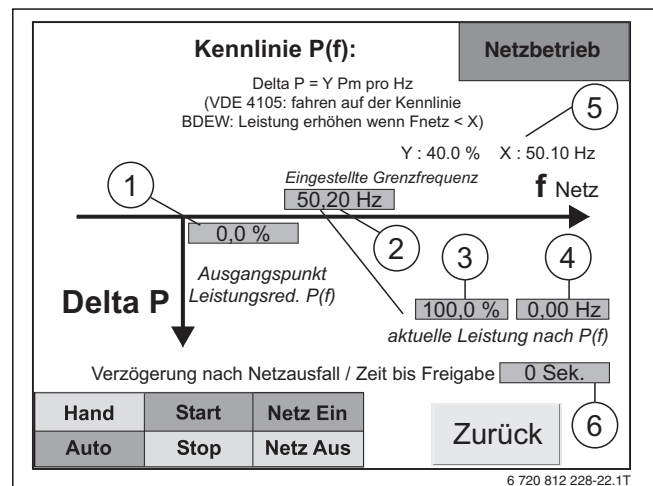 Kennlinie P(f):
Netzbetrieb
Delta P = Y Pm pro Hz
(VDE 4105: fahren auf der Kennlinie
BDEW: Leistung erhöhen wenn Fnetz < X)
5
Y : 40.0 % X : 50.10 Hz
1
Eingestellte Grenzfrequenz
f Netz
50,20 Hz
0,0 %
2
3
4
Ausgangspunkt
Leistungsred. P(f)
Delta P
100,0 % 0,00 Hz
aktuelle Leistung nach P(f)
Verzögerung nach Netzausfall / Zeit bis Freigabe 0 Sek.
Hand Start Netz Ein
Auto Stop Netz Aus
Zurück
6
6 720 812 228-22.1T